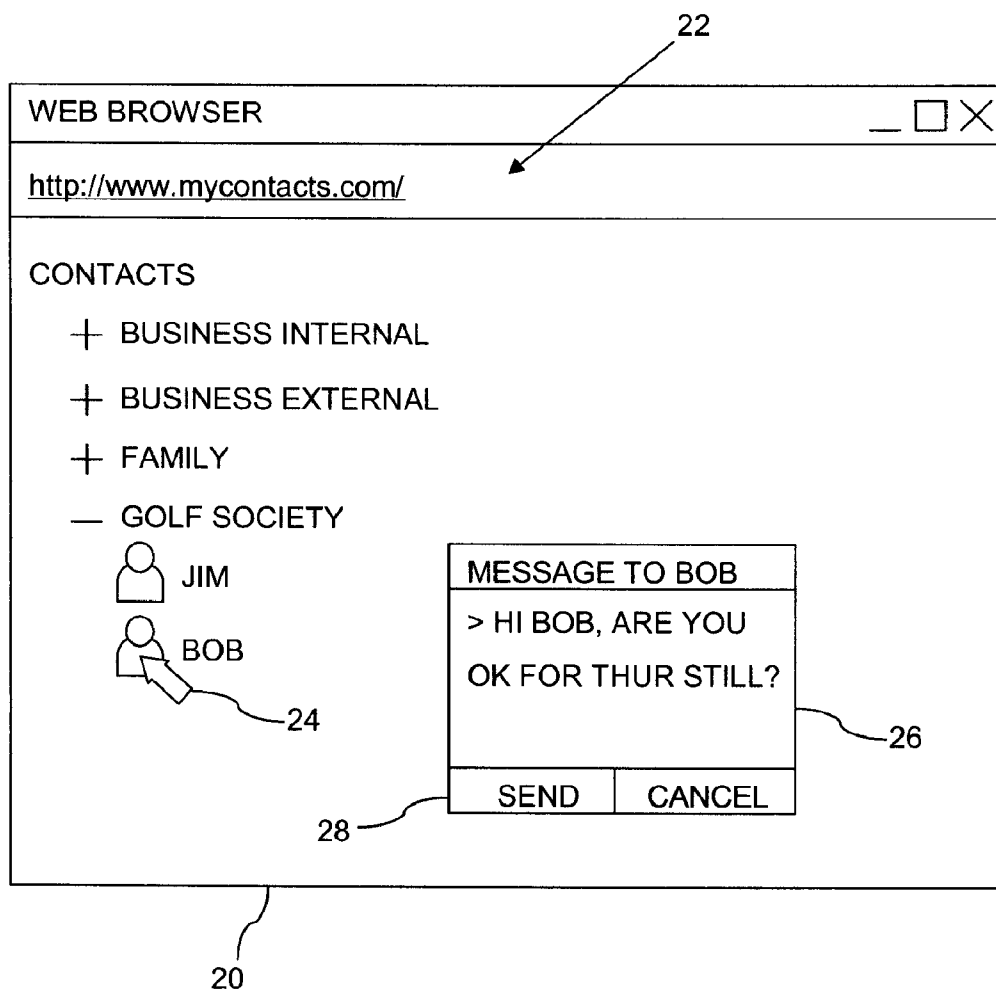 22
WEB BROWSER
http://www.mycontacts.com/
CONTACTS
+ BUSINESS INTERNAL
+ BUSINESS EXTERNAL
+ FAMILY
— GOLF SOCIETY
JIM
BOB
24
MESSAGE TO BOB
> HI BOB, ARE YOU
OK FOR THUR STILL?
26
SEND CANCEL
28
20